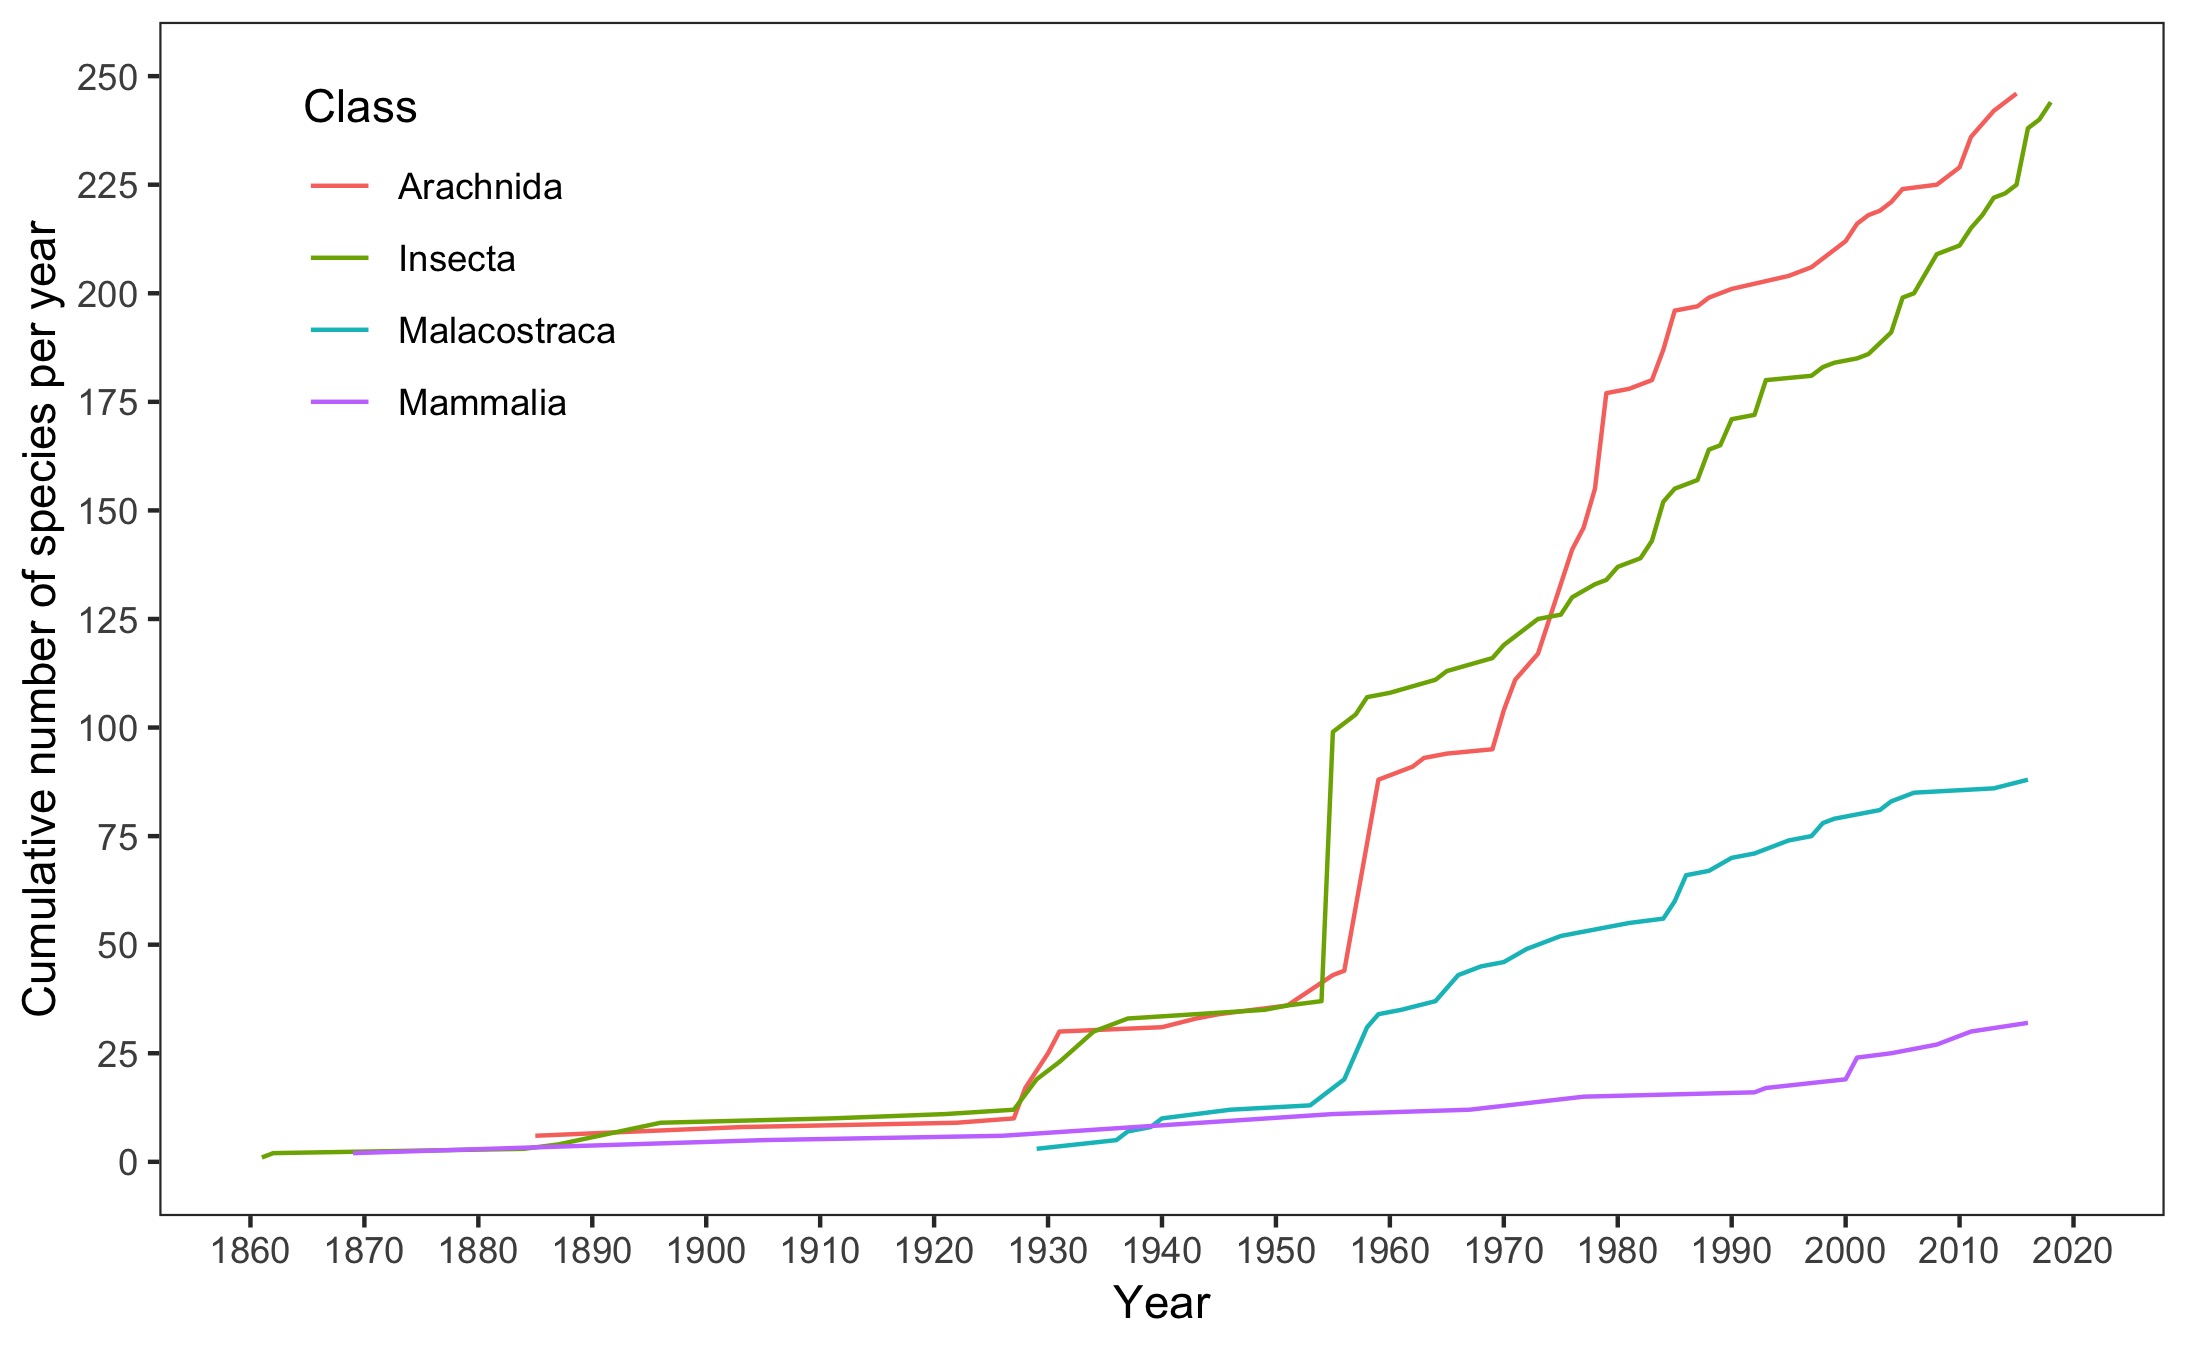 Class
Arachnida
Insecta
Malacostraca
Mammalia
Cumulative number of species per year
250
225
200
175
150
125
100
75
50
25
0
1860 1870 1880 1890 1900 1910 1920 1930 1940 1950 1960 1970 1980 1990 2000 2010 2020
Year